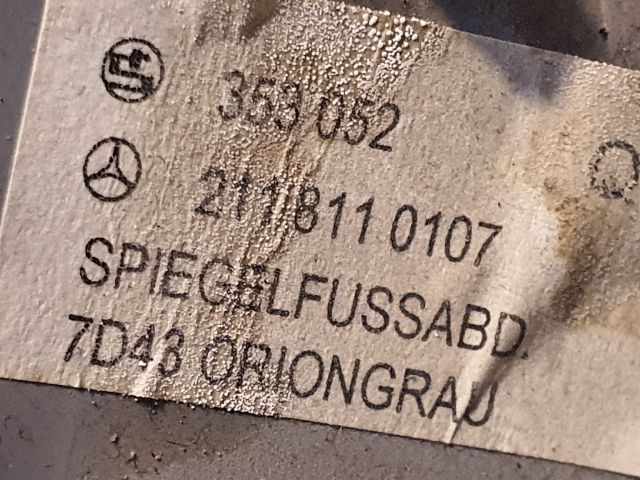 353 052
211 811 0107
SPIEGELFUSSABD.
7D43 ORIONGRAU